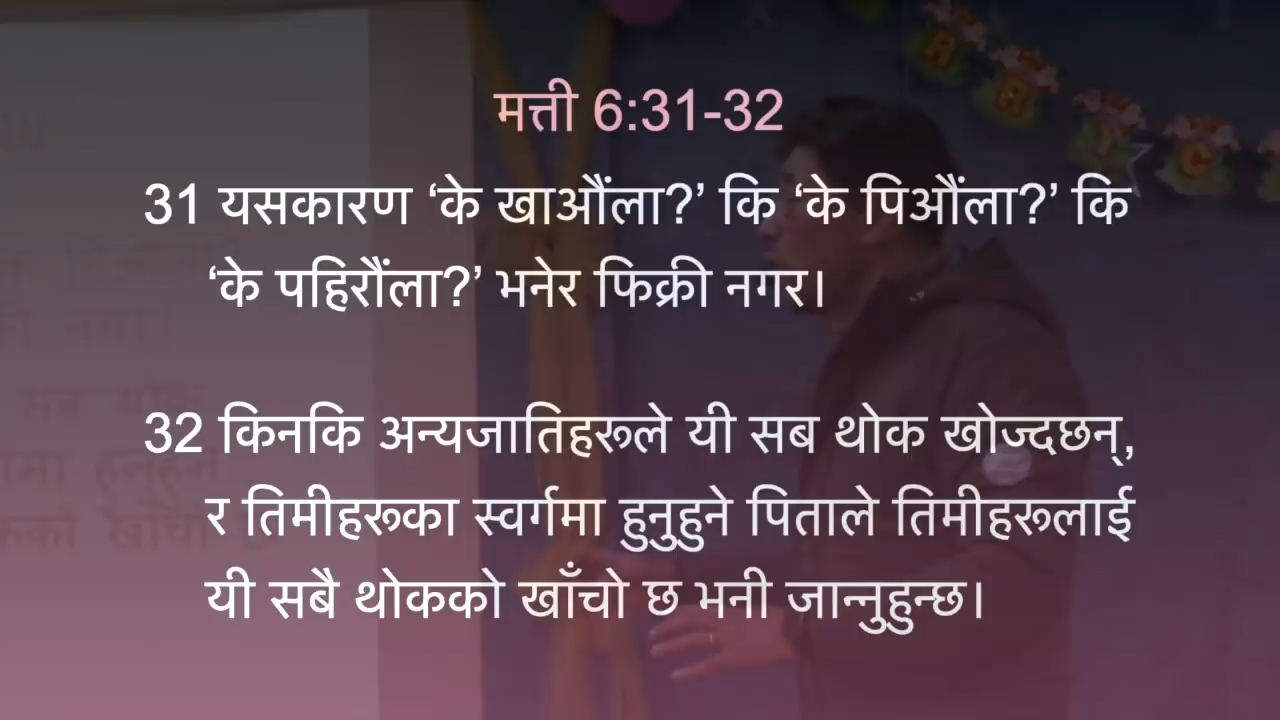 मत्ती 6:31-32
31 यसकारण ‘के खाऔंला?’ कि ‘के पिऔंला?’ कि
‘के पहिरौंला?’ भनेर फिक्री नगर।
32 किनकि अन्यजातिहरूले यी सब थोक खोज्दछन्,
र तिमीहरूका स्वर्गमा हुनुहुने पिताले तिमीहरूलाई
यी सबै थोकको खाँचो छ भनी जान्नुहुन्छ।